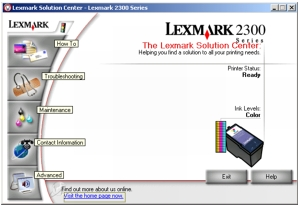 Lexmark Solution Center - Lexmark 2300 Series
LEXMARK
LEXMARK 2300
Series
The Lexmark Solution Center:
Helping you find a solution to all your printing needs.
How To
Printer Status:
Ready
Troubleshooting
Maintenance
Ink Levels:
Color
Contact Information
Advanced
Exit
Help
Find out more about us online.
Visit the home page now.